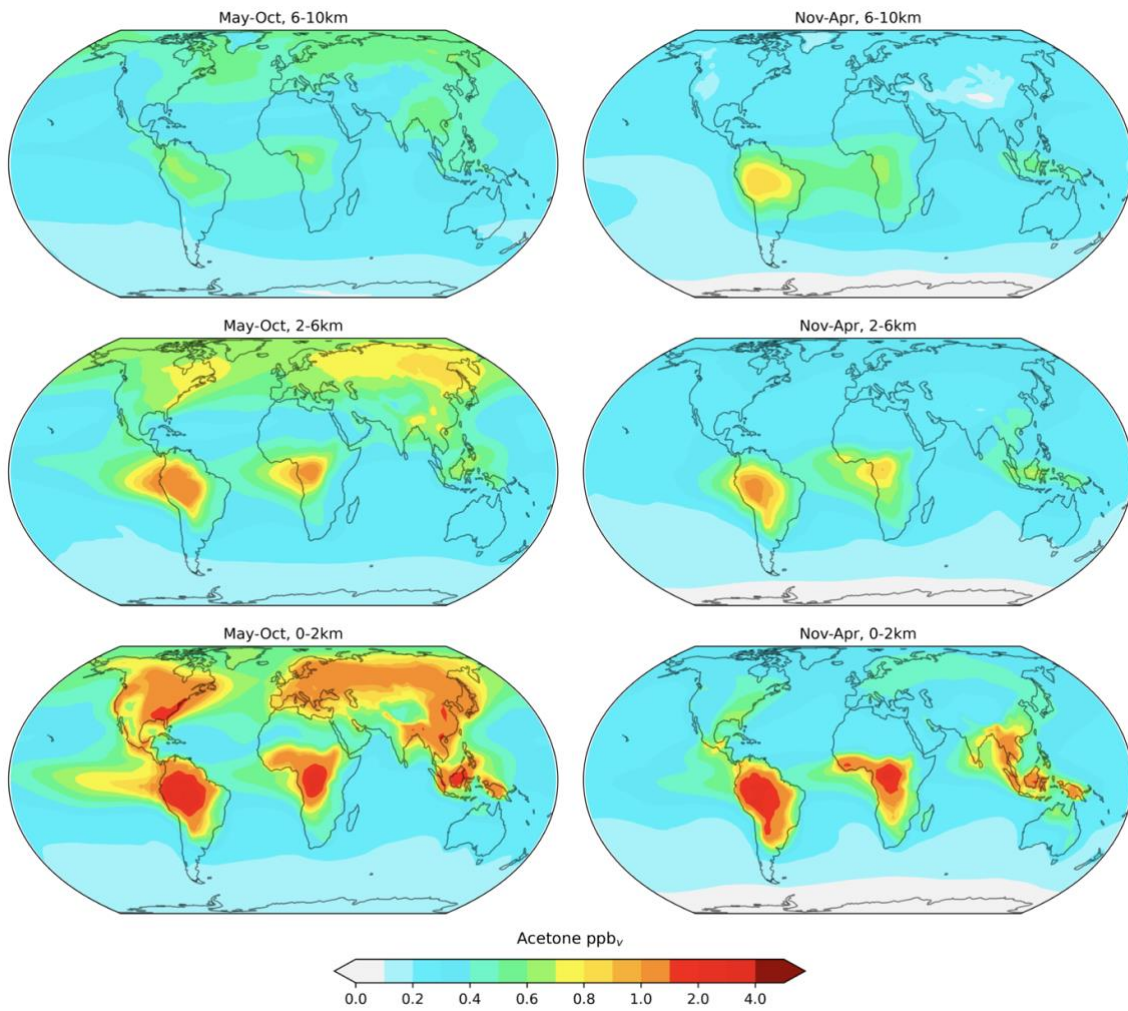 May-Oct, 6-10km
Nov-Apr, 6-10km
May-Oct, 2-6km
Nov-Apr, 2-6km
May-Oct, 0-2km
Nov-Apr, 0-2km
Acetone ppbᵥ
0.0 0.2 0.4 0.6 0.8 1.0 2.0 4.0